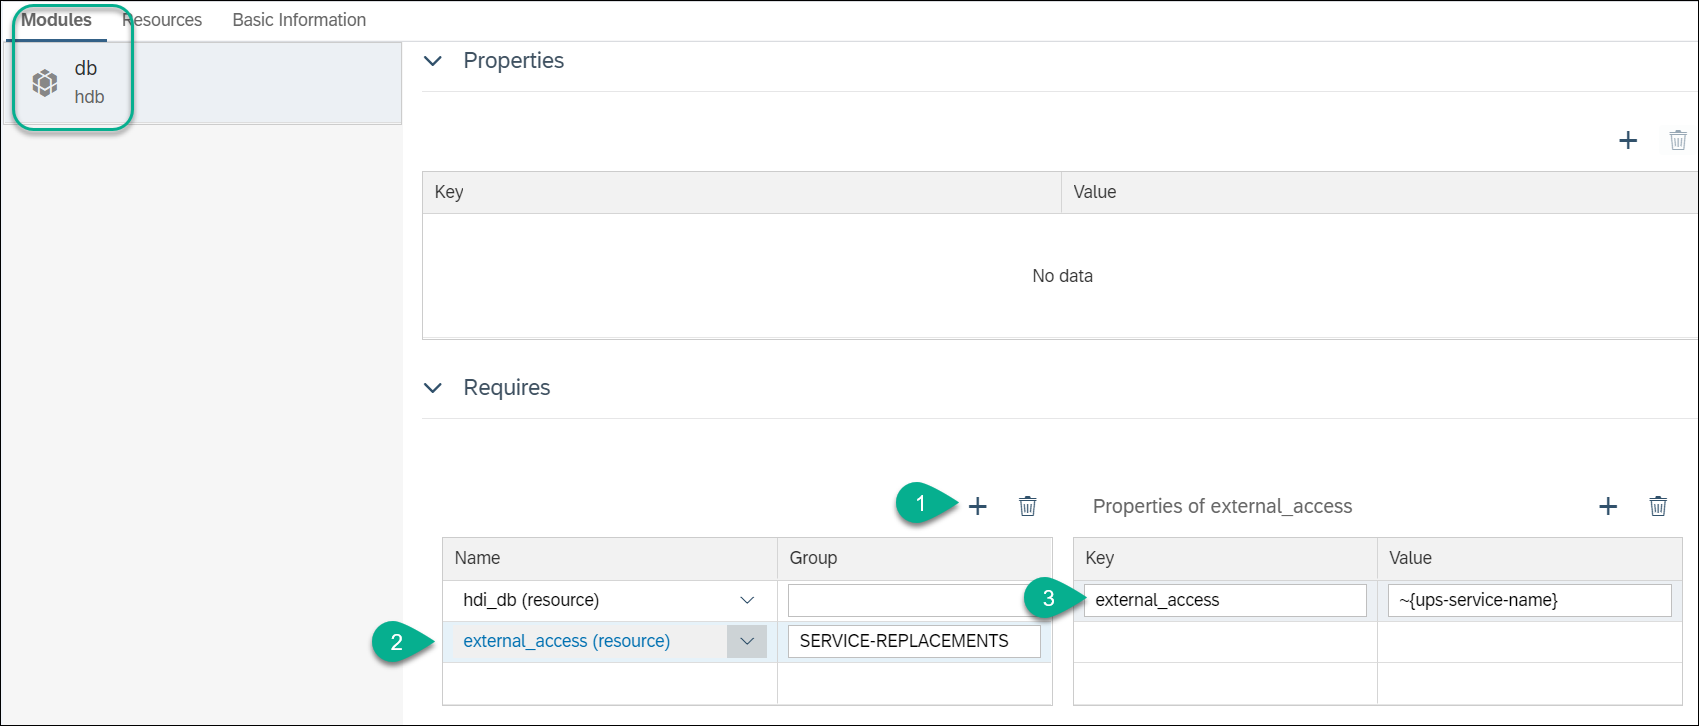 Modules Resources Basic Information
db
hdb
Properties
Key Value
No data
Requires
1 Properties of external_access
Name Group Key Value
hdi_db (resource) 3 external_access ~{ups-service-name}
2 external_access (resource) SERVICE-REPLACEMENTS